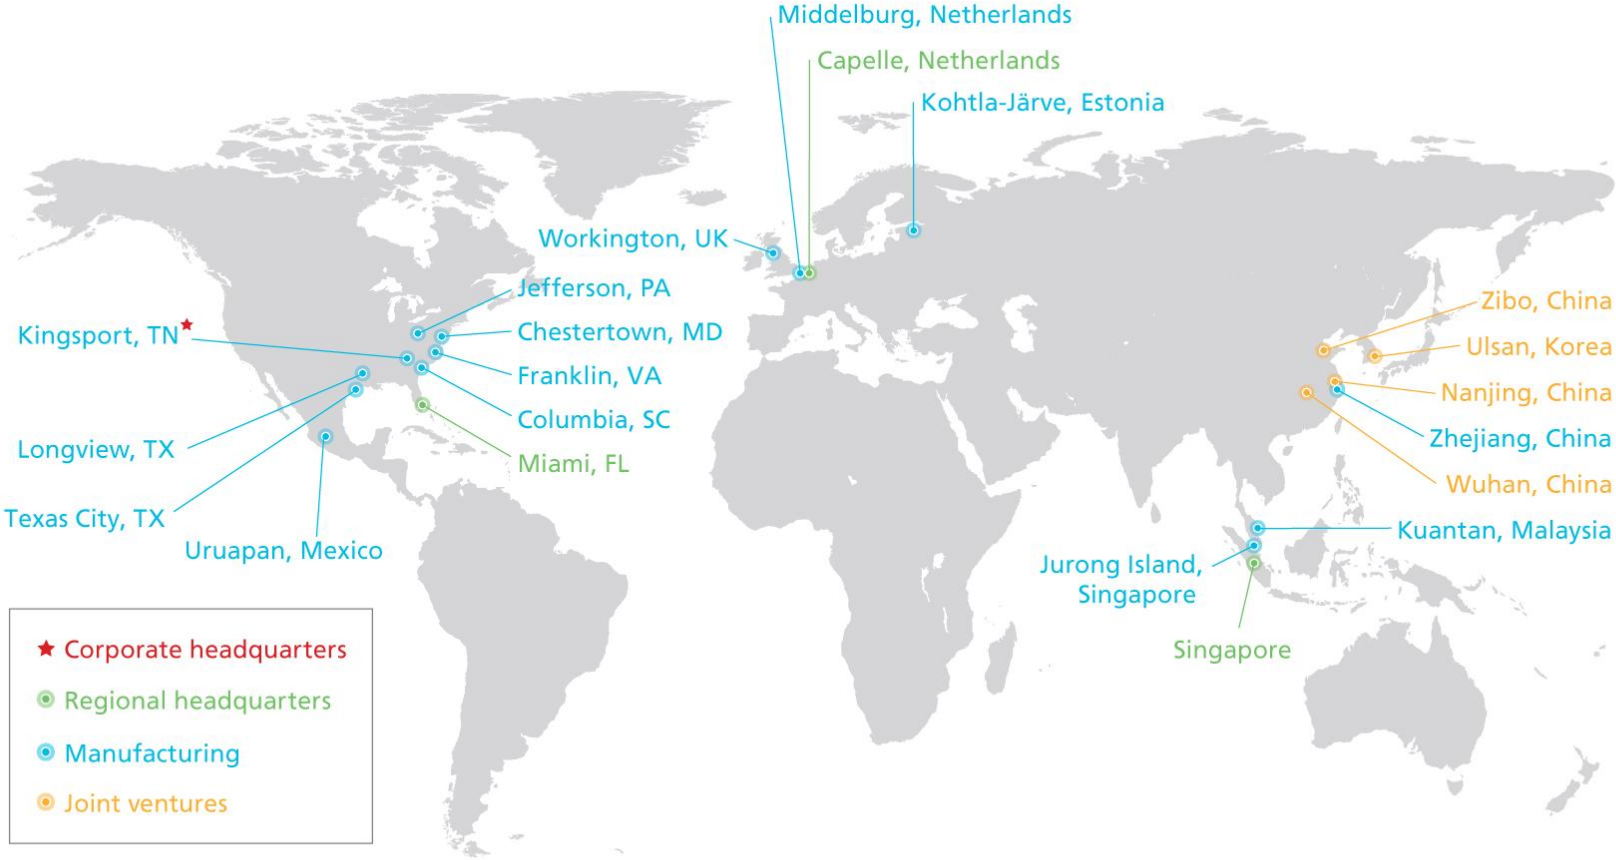 Middelburg, Netherlands
Capelle, Netherlands
Kohtla-Järve, Estonia
Workington, UK
Jefferson, PA
Kingsport, TN
Chestertown, MD
Franklin, VA
Columbia, SC
Longview, TX
Miami, FL
Texas City, TX
Uruapan, Mexico
Zibo, China
Ulsan, Korea
Nanjing, China
Zhejiang, China
Wuhan, China
Kuantan, Malaysia
Jurong Island,
Singapore
Singapore
Corporate headquarters
Regional headquarters
Manufacturing
Joint ventures